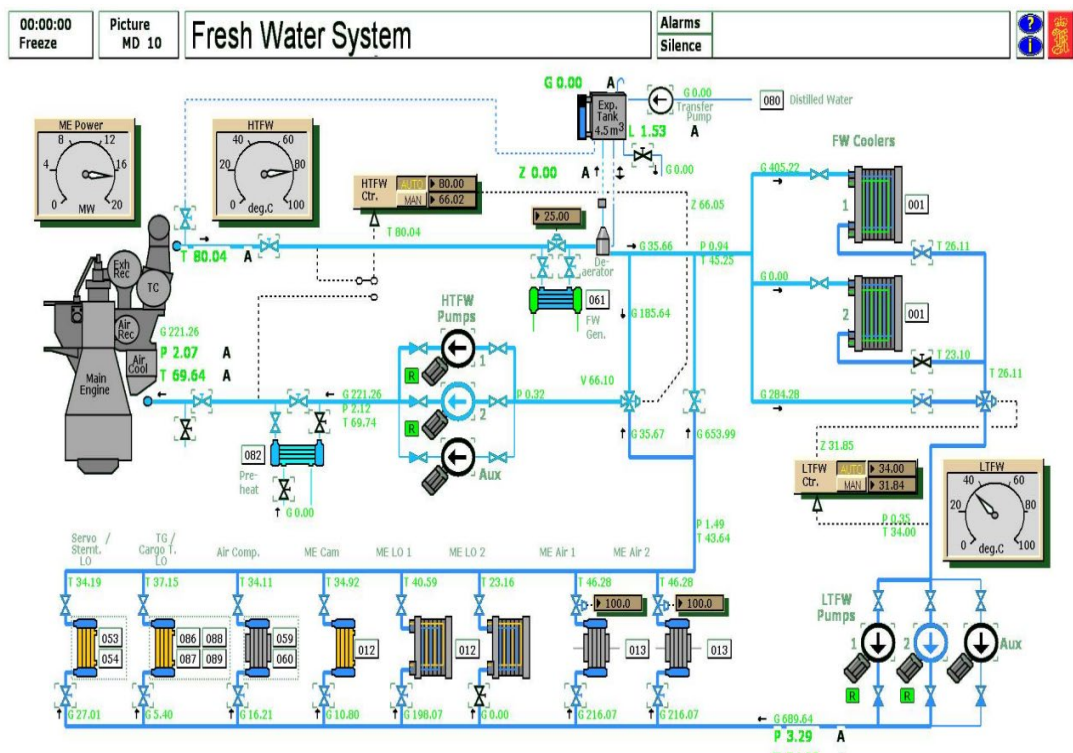 00:00:00
Freeze
Picture
MD 10
Fresh Water System
Alarms
Silence
?
i
G 0.00 A
Exp.
Tank
4.5 m3
G 0.00
Transfer
Pump
080 Distilled Water
L 1.53 A
G 0.00
Z 0.00 A
ME Power
8 12
4 16
0 20
MW
HTFW
40 60
20 80
0 100
deg.C
HTFW
Ctr.
AUTO 80.00
MAN 66.02
T 80.04
25.00
Z 66.05
FW Coolers
G 405.22
1
001
T 26.11
G 0.00
2
001
T 23.10
T 26.11
G 284.28
T 80.04 A
G 35.66
P 0.94
T 45.25
De-
aerator
061
FW
Gen.
G 185.64
Exh
Rec
TC
Air
Rec
Air
Cool
Main
Engine
G 221.26
P 2.07 A
T 69.64 A
HTFW
Pumps
1
R
2
R
Aux
G 221.26
P 2.12
T 69.74
P 0.32
V 66.10
G 35.67
G 653.99
082
Pre-
heat
G 0.00
Z 31.85
LTFW
Ctr.
AUTO 34.00
MAN 31.84
LTFW
40 60
20 80
0 100
deg.C
P 0.35
T 34.00
P 1.49
T 43.64
Servo /
Sternt.
LO
TG /
Cargo T.
LO
Air Comp.
ME Cam
ME LO 1
ME LO 2
ME Air 1
ME Air 2
T 34.19
T 37.15
T 34.11
T 34.92
T 40.59
T 23.16
T 46.28
T 46.28
100.0
100.0
053
054
086 088
087 089
059
060
012
012
013
013
G 27.01
G 5.40
G 16.21
G 10.80
G 198.07
G 0.00
G 216.07
G 216.07
LTFW
Pumps
1
2
Aux
R
R
G 689.64
P 3.29 A